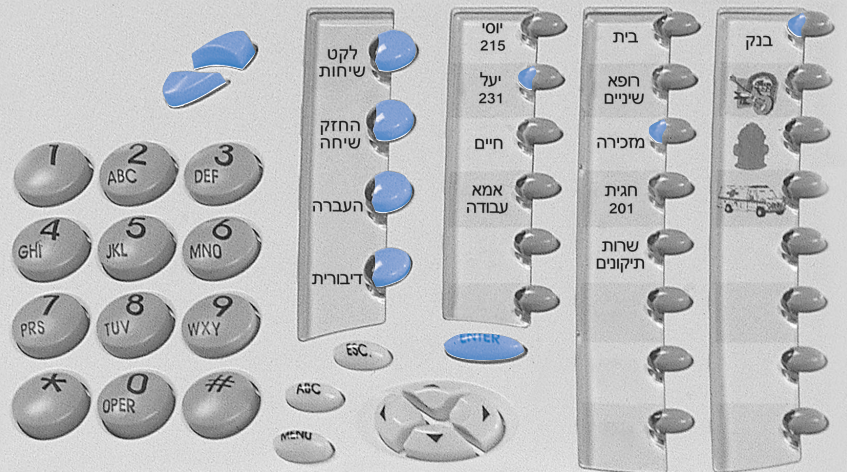 לקט
שיחות
החזק
שיחה
העברה
דיבורית
יוסי
215
יעל
231
חיים
אמא
עבודה
בית
רופא
שיניים
מזכירה
חגית
201
שרות
תיקונים
בנק
1
2
ABC
3
DEF
4
GHI
5
JKL
6
MNO
7
PRS
8
TUV
9
WXY
*
0
OPER
#
ESC
ENTER
ABC
MENU